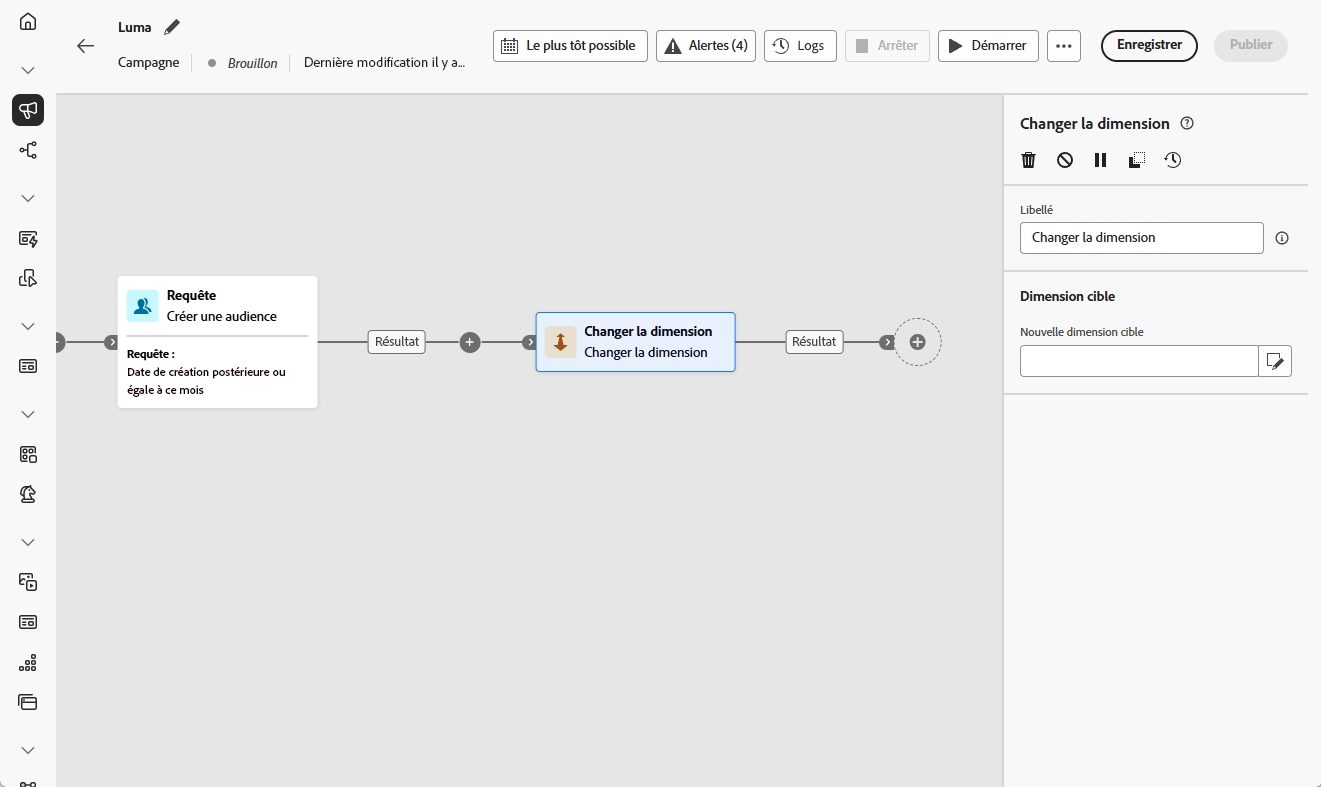 Luma
Campagne
Brouillon
Dernière modification il y a...
Le plus tôt possible
Alertes (4)
Logs
Arrêter
Démarrer
Enregistrer
Publier
Requête
Créer une audience
Requête :
Date de création postérieure ou
égale à ce mois
Résultat
Changer la dimension
Changer la dimension
Résultat
Changer la dimension
Libellé
Changer la dimension
Dimension cible
Nouvelle dimension cible